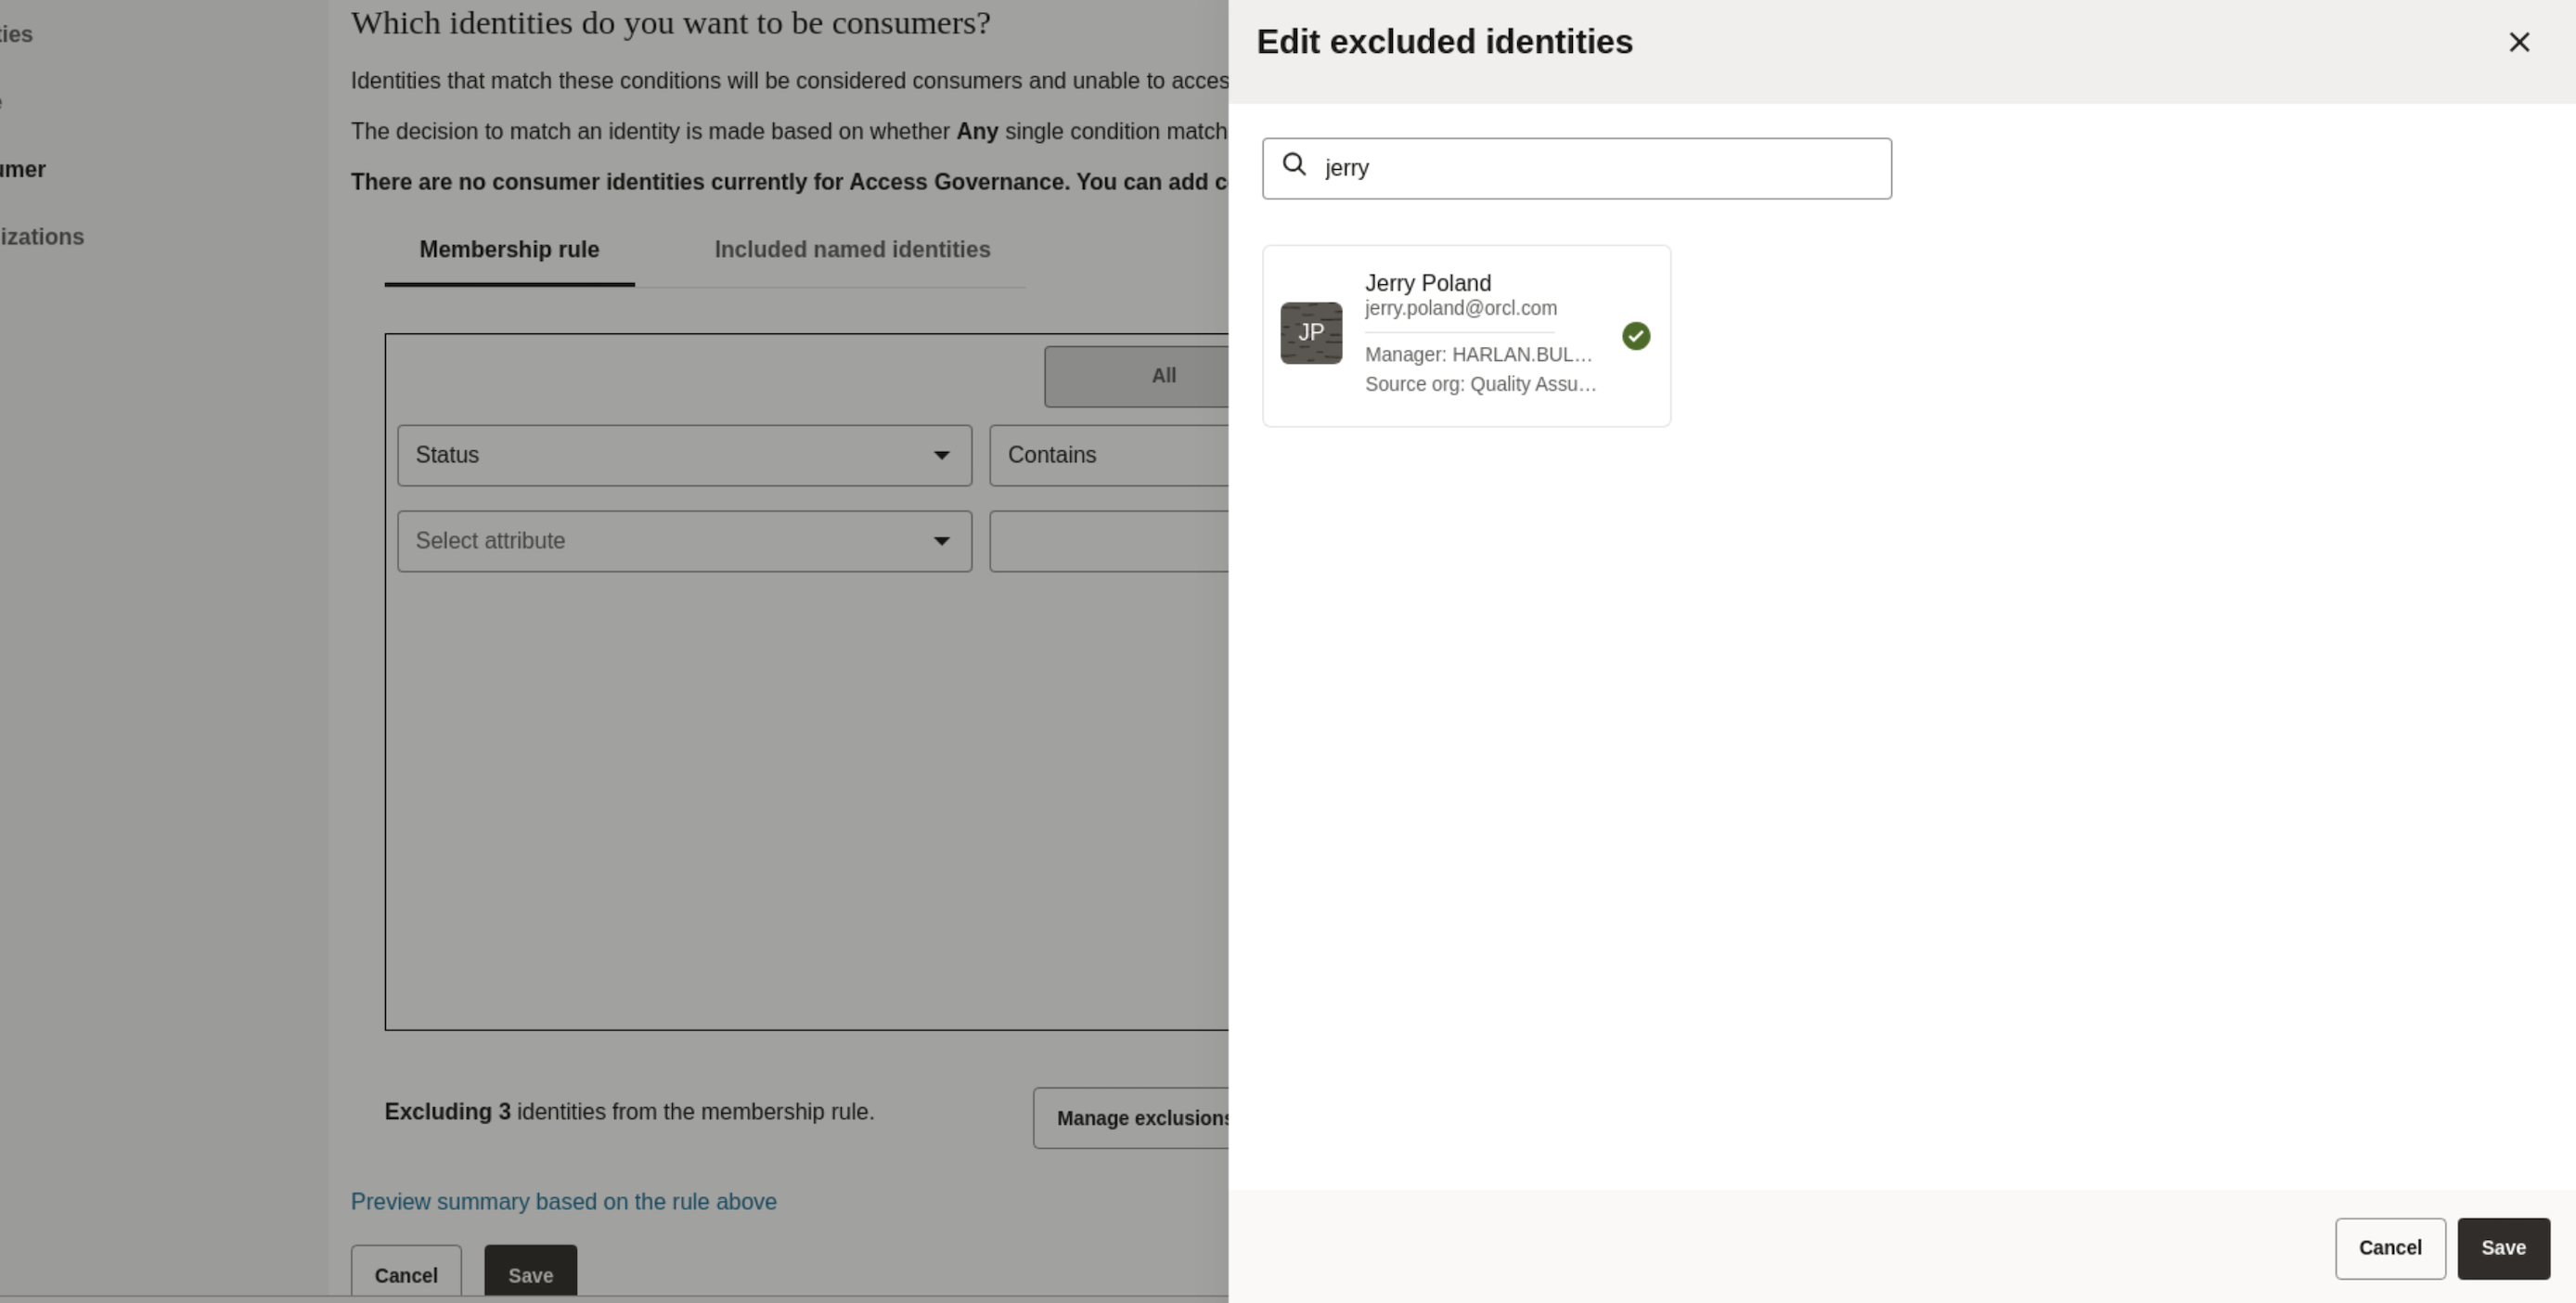 ties
umer
izations
Which identities do you want to be consumers?
Identities that match these conditions will be considered consumers and unable to acces
The decision to match an identity is made based on whether Any single condition match
There are no consumer identities currently for Access Governance. You can add c
Membership rule
Included named identities
All
Status
Contains
Select attribute
Excluding 3 identities from the membership rule.
Manage exclusions
Preview summary based on the rule above
Cancel
Save
Edit excluded identities
jerry
JP
Jerry Poland
jerry.poland@orcl.com
Manager: HARLAN.BUL...
Source org: Quality Assu...
Cancel
Save